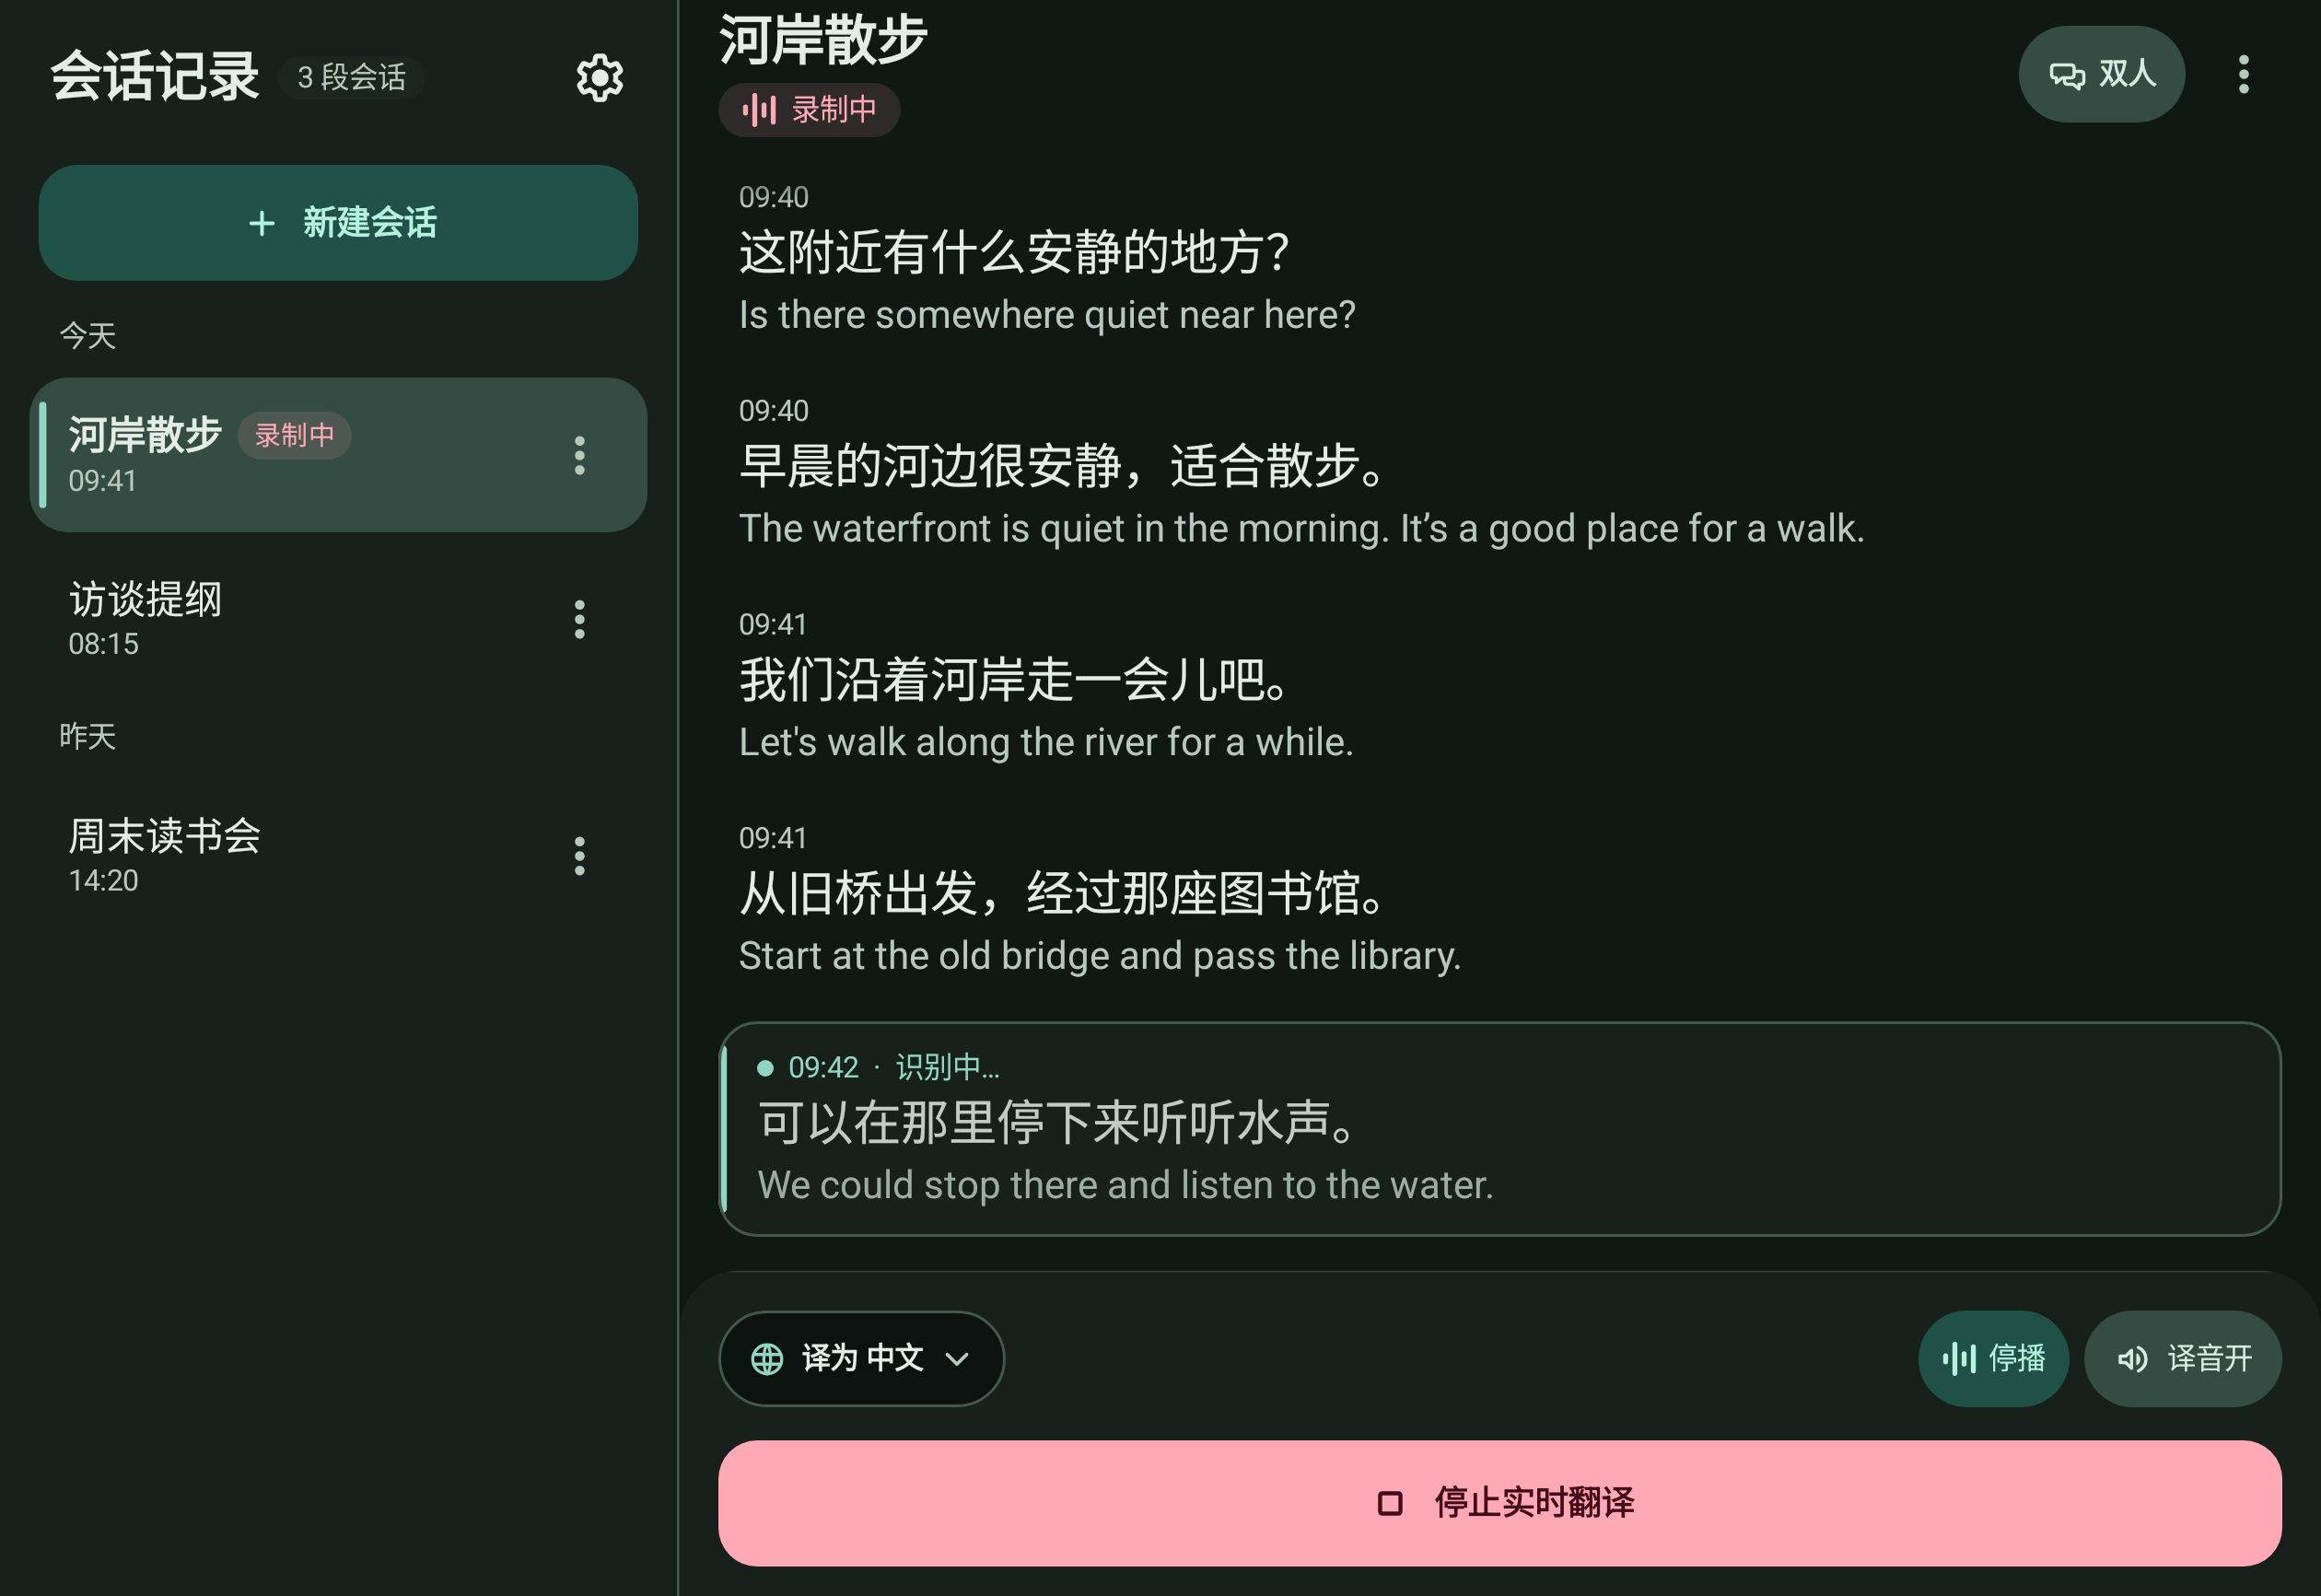 会话记录
3 段会话
新建会话
今天
河岸散步
录制中
09:41
访谈提纲
08:15
昨天
周末读书会
14:20
河岸散步
录制中
双人
09:40
这附近有什么安静的地方?
Is there somewhere quiet near here?
09:40
早晨的河边很安静，适合散步。
The waterfront is quiet in the morning. It’s a good place for a walk.
09:41
我们沿着河岸走一会儿吧。
Let's walk along the river for a while.
09:41
从旧桥出发，经过那座图书馆。
Start at the old bridge and pass the library.
09:42 · 识别中…
可以在那里停下来听听水声。
We could stop there and listen to the water.
译为 中文
停播
译音开
停止实时翻译